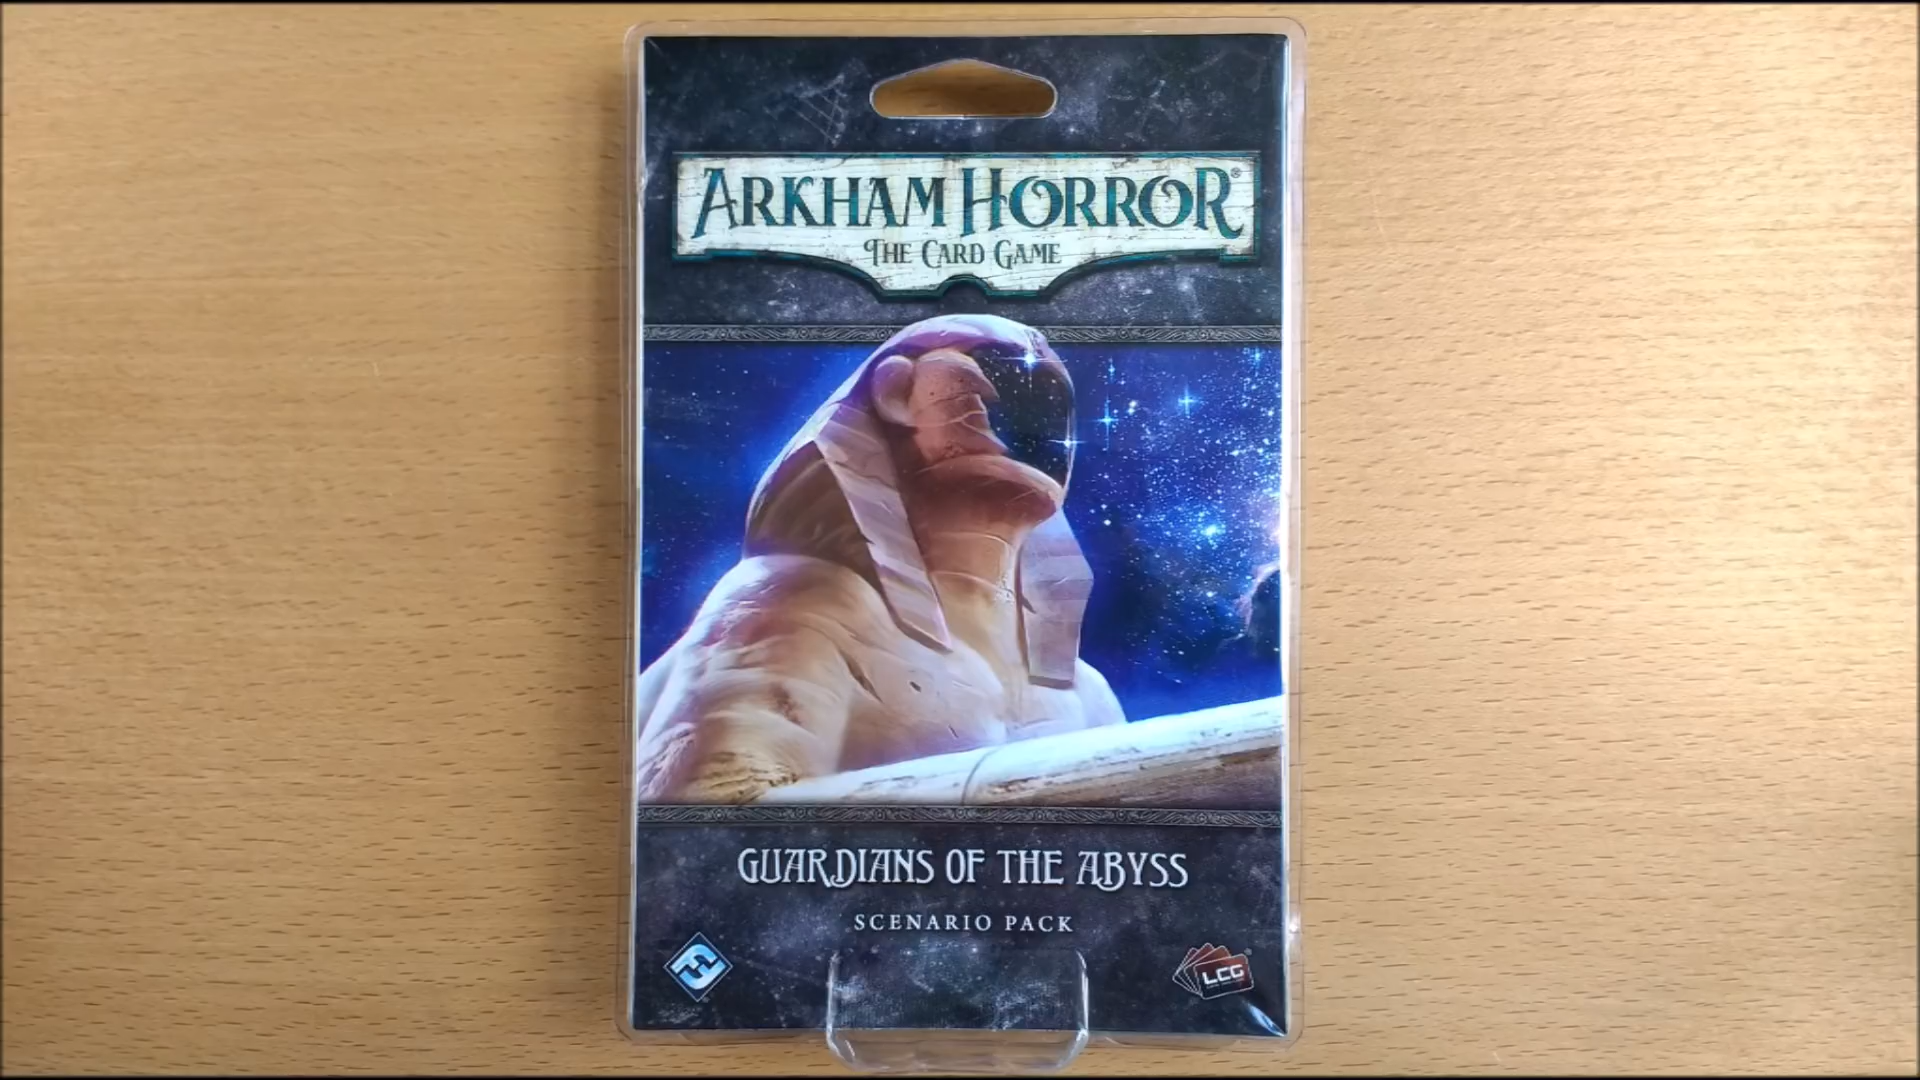 ARKHAM HORROR®
THE CARD GAME
GUARDIANS OF THE ABYSS
SCENARIO PACK
LCG®